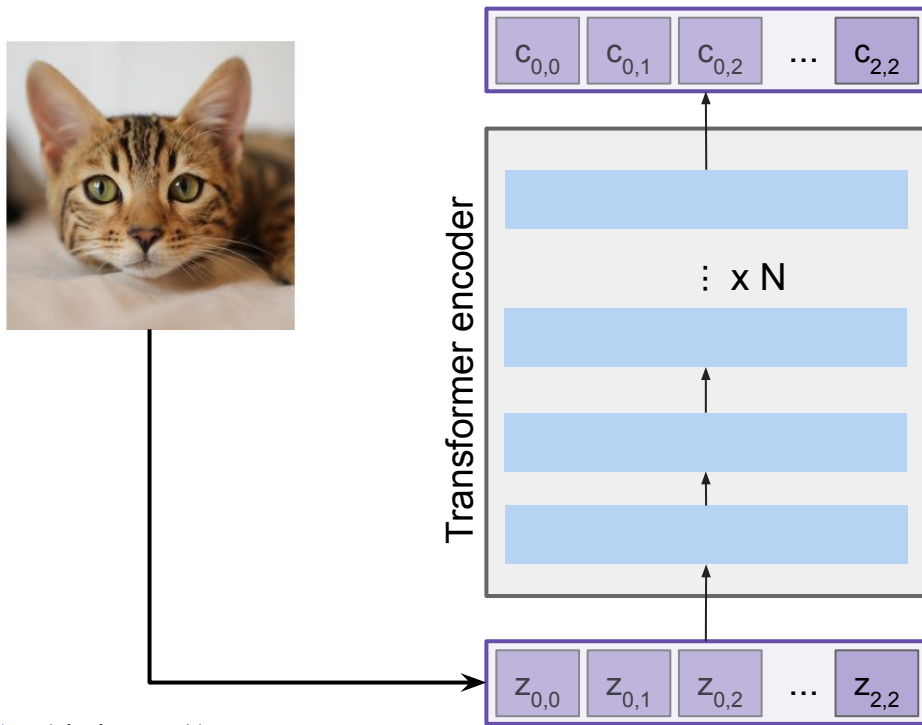 c0,0 c0,1 c0,2 ... c2,2
Transformer encoder
⋮ x N
z0,0 z0,1 z0,2 ... z2,2